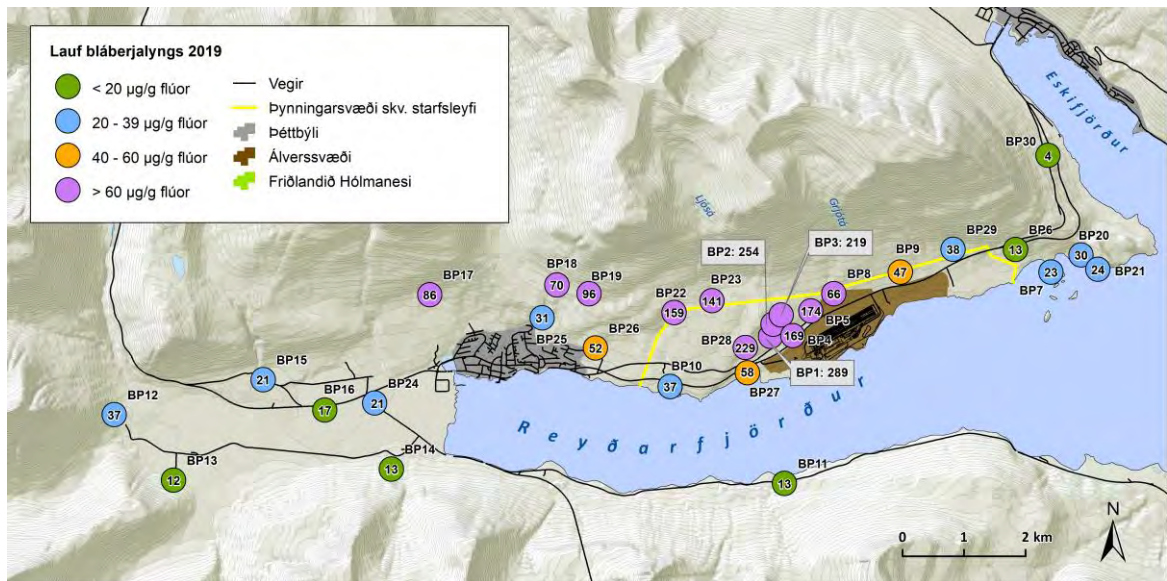 Lauf bláberjalyngs 2019
< 20 µg/g flúor
20 - 39 µg/g flúor
40 - 60 µg/g flúor
> 60 µg/g flúor
Vegir
Þynningarsvæði skv. starfsleyfi
Þéttbýli
Álverssvæði
Friðlandið Hólmanesi
Eskifjörður
BP30
4
Ljósá
Grjótá
BP29
38
BP6
13
BP20
30
24
BP21
23
BP7
BP3: 219
BP2: 254
BP9
47
BP8
66
BP17
86
BP18
70
BP19
96
BP23
141
BP22
159
174
BP5
169
BP4
31
BP25
BP26
52
BP28
229
BP1: 289
58
BP27
BP10
37
BP15
21
BP16
17
BP24
21
BP12
37
BP13
12
BP14
13
Reyðarfjörður
BP11
13
N
0 1 2 km